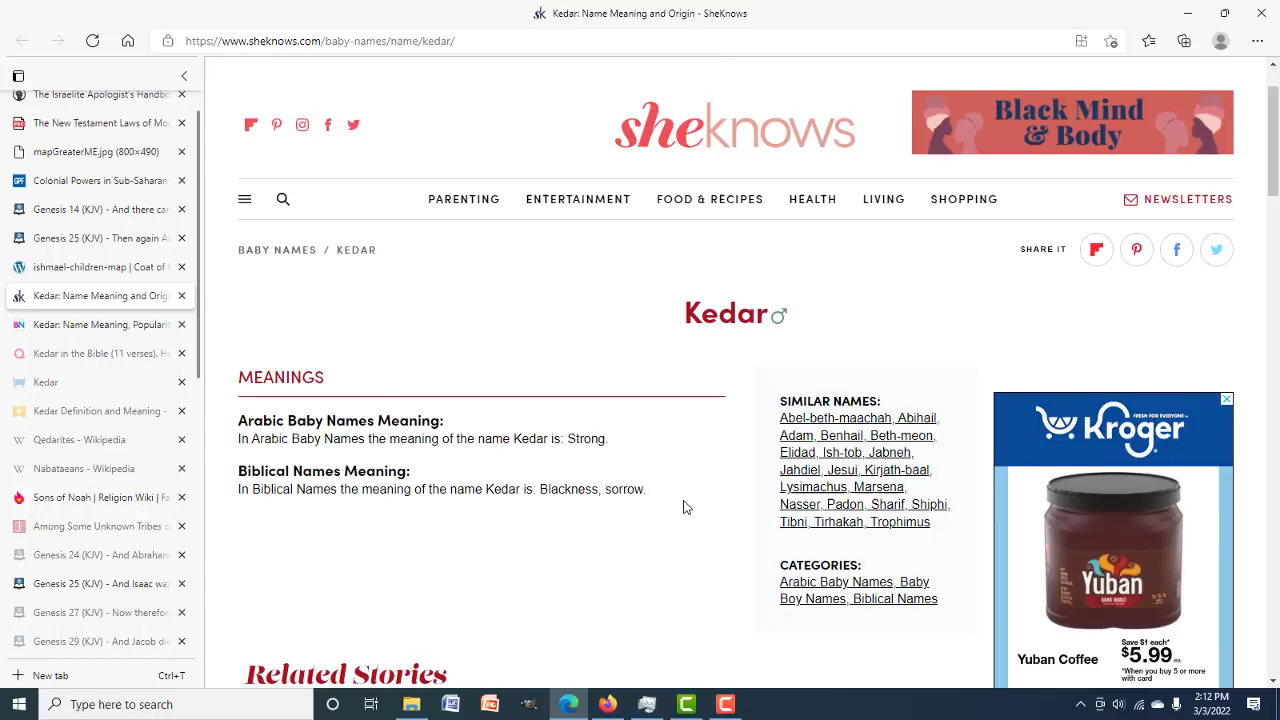 Kedar: Name Meaning and Origin - SheKnows
https://www.sheknows.com/baby-names/name/kedar/
The Israelite Apologist's Handb
The New Testament Laws of Mo
mapGreaterME.jpg (800×490)
Colonial Powers in Sub-Saharan
Genesis 14 (KJV) - And there can
Genesis 25 (KJV) - Then again A
ishmael-children-map | Coat of
Kedar: Name Meaning and Orig
Kedar: Name Meaning, Populari
Kedar in the Bible (11 verses), H
Kedar
Kedar Definition and Meaning -
Qedarites - Wikipedia
Nabataeans - Wikipedia
Sons of Noah | Religion Wiki | Fa
Among Some Unknown Tribes o
Genesis 24 (KJV) - And Abraham
Genesis 25 (KJV) - And Isaac was
Genesis 27 (KJV) - Now therefor
Genesis 29 (KJV) - And Jacob di
New tab Ctrl+T
sheknows
Black Mind
& Body
PARENTING ENTERTAINMENT FOOD & RECIPES HEALTH LIVING SHOPPING
NEWSLETTERS
BABY NAMES / KEDAR
SHARE IT
Kedar
MEANINGS
Arabic Baby Names Meaning:
In Arabic Baby Names the meaning of the name Kedar is: Strong.
Biblical Names Meaning:
In Biblical Names the meaning of the name Kedar is: Blackness, sorrow.
SIMILAR NAMES:
Abel-beth-maachah, Abihail,
Adam, Benhail, Beth-meon,
Elidad, Ish-tob, Jabneh,
Jahdiel, Jesui, Kirjath-baal,
Lysimachus, Marsena,
Nasser, Padon, Sharif, Shiphi,
Tibni, Tirhakah, Trophimus
CATEGORIES:
Arabic Baby Names, Baby
Boy Names, Biblical Names
Related Stories
FRESH FOR EVERYONE™
Kroger
Yuban
DARK ROAST
Yuban Coffee
Save $1 each*
$5.99 ea
*When you buy 5 or more
with card
Type here to search
2:12 PM
3/3/2022